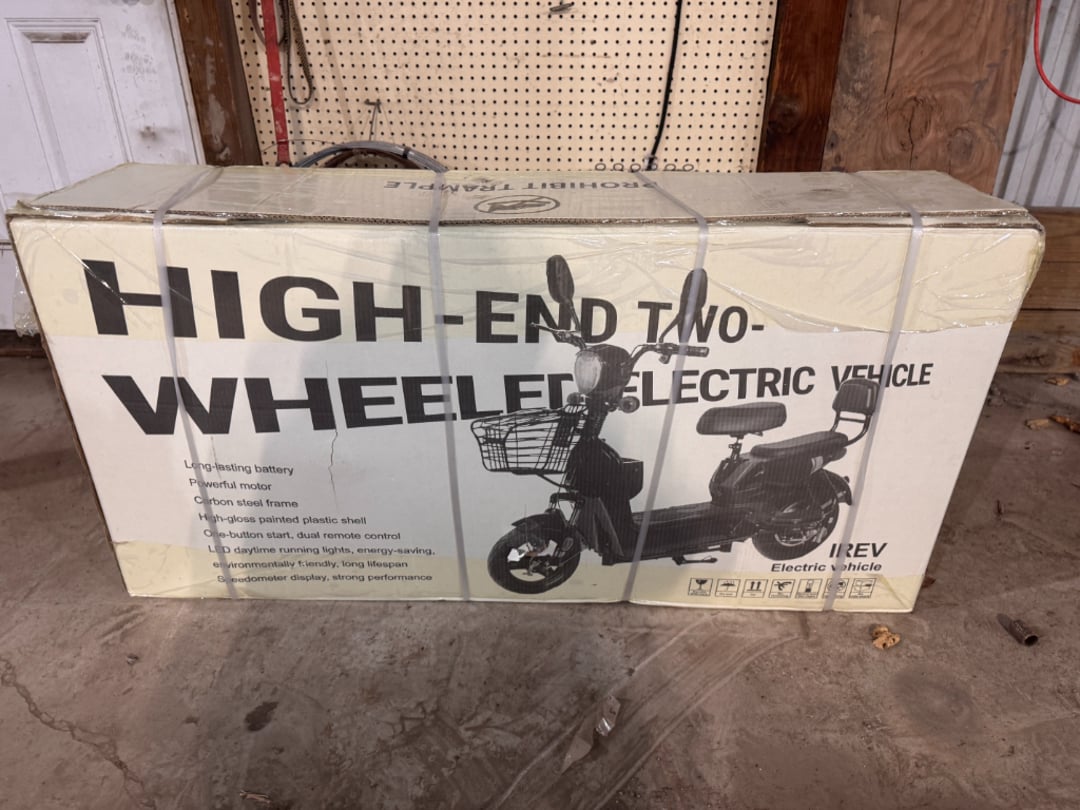 PROHIBIT TRAMPLE
HIGH-END TWO-
WHEELED ELECTRIC VEHICLE
Long-lasting battery
Powerful motor
Carbon steel frame
High-gloss painted plastic shell
One-button start, dual remote control
LED daytime running lights, energy-saving,
environmentally friendly, long lifespan
Speedometer display, strong performance
IREV
Electric vehicle